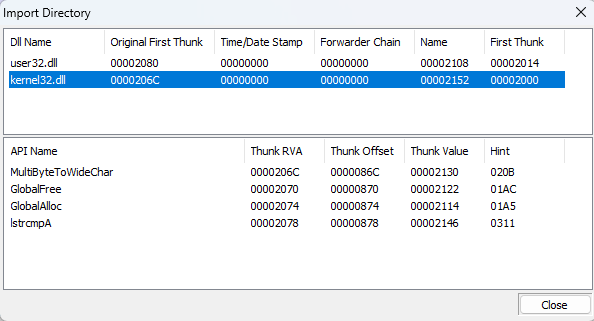 Import Directory
Dll Name Original First Thunk Time/Date Stamp Forwarder Chain Name First Thunk
user32.dll 00002080 00000000 00000000 00002108 00002014
kernel32.dll 0000206C 00000000 00000000 00002152 00002000
API Name Thunk RVA Thunk Offset Thunk Value Hint
MultiByteToWideChar 0000206C 0000086C 00002130 020B
GlobalFree 00002070 00000870 00002122 01AC
GlobalAlloc 00002074 00000874 00002114 01A5
lstrcmpA 00002078 00000878 00002146 0311
Close